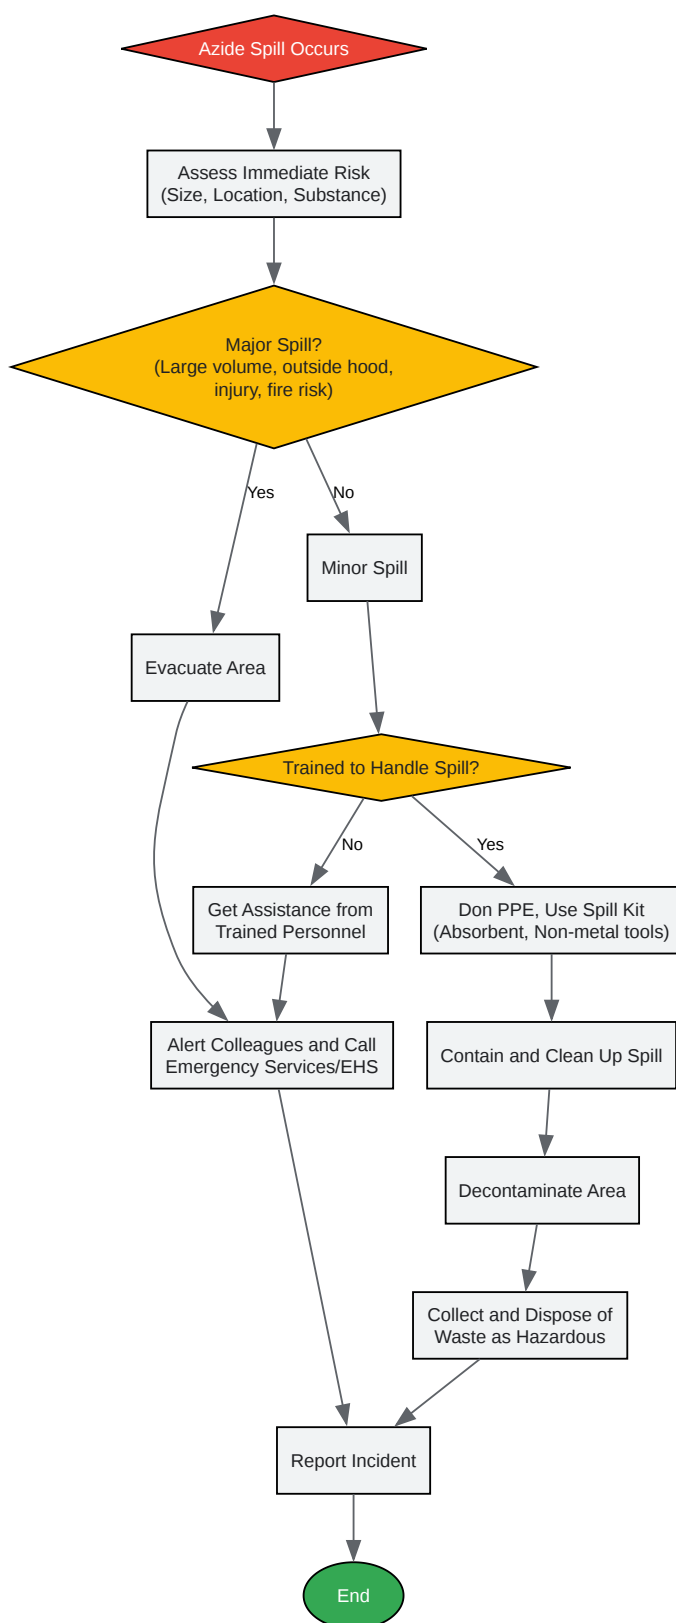 Azide Spill Occurs
Assess Immediate Risk
(Size, Location, Substance)
Major Spill?
(Large volume, outside hood,
injury, fire risk)
Yes
No
Minor Spill
Evacuate Area
Trained to Handle Spill?
No
Yes
Get Assistance from
Trained Personnel
Don PPE, Use Spill Kit
(Absorbent, Non-metal tools)
Alert Colleagues and Call
Emergency Services/EHS
Contain and Clean Up Spill
Decontaminate Area
Collect and Dispose of
Waste as Hazardous
Report Incident
End